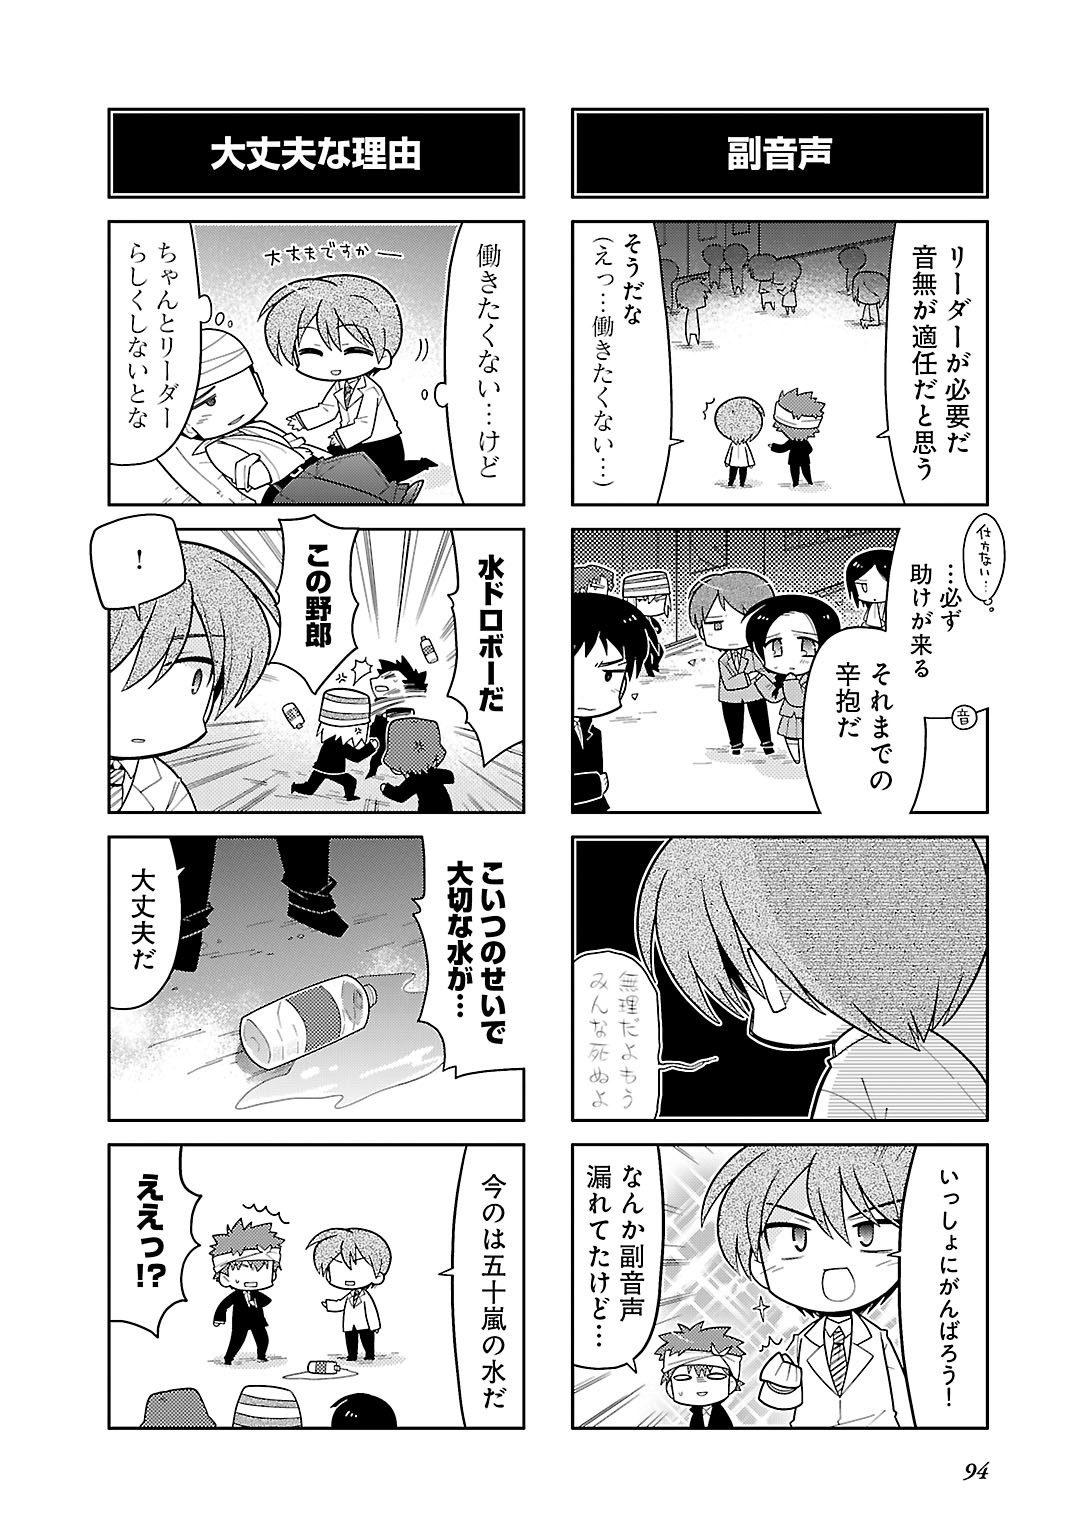 副音声
リーダーが必要だ
音無が適任だと思う
そうだな
(えっ…働きたくない…)
仕方ない…。
…必ず
助けが来る
音
それまでの
辛抱だ
無理だよもう
みんな死ぬよ
いっしょにがんばろう!
なんか副音声
漏れてたけど…
大丈夫な理由
働きたくない…けど
大丈夫ですかー
ちゃんとリーダー
らしくしないとな
水ドロボーだ
この野郎
!
こいつのせいで
大切な水が…
大丈夫だ
今のは五十嵐の水だ
ええっ!?
94